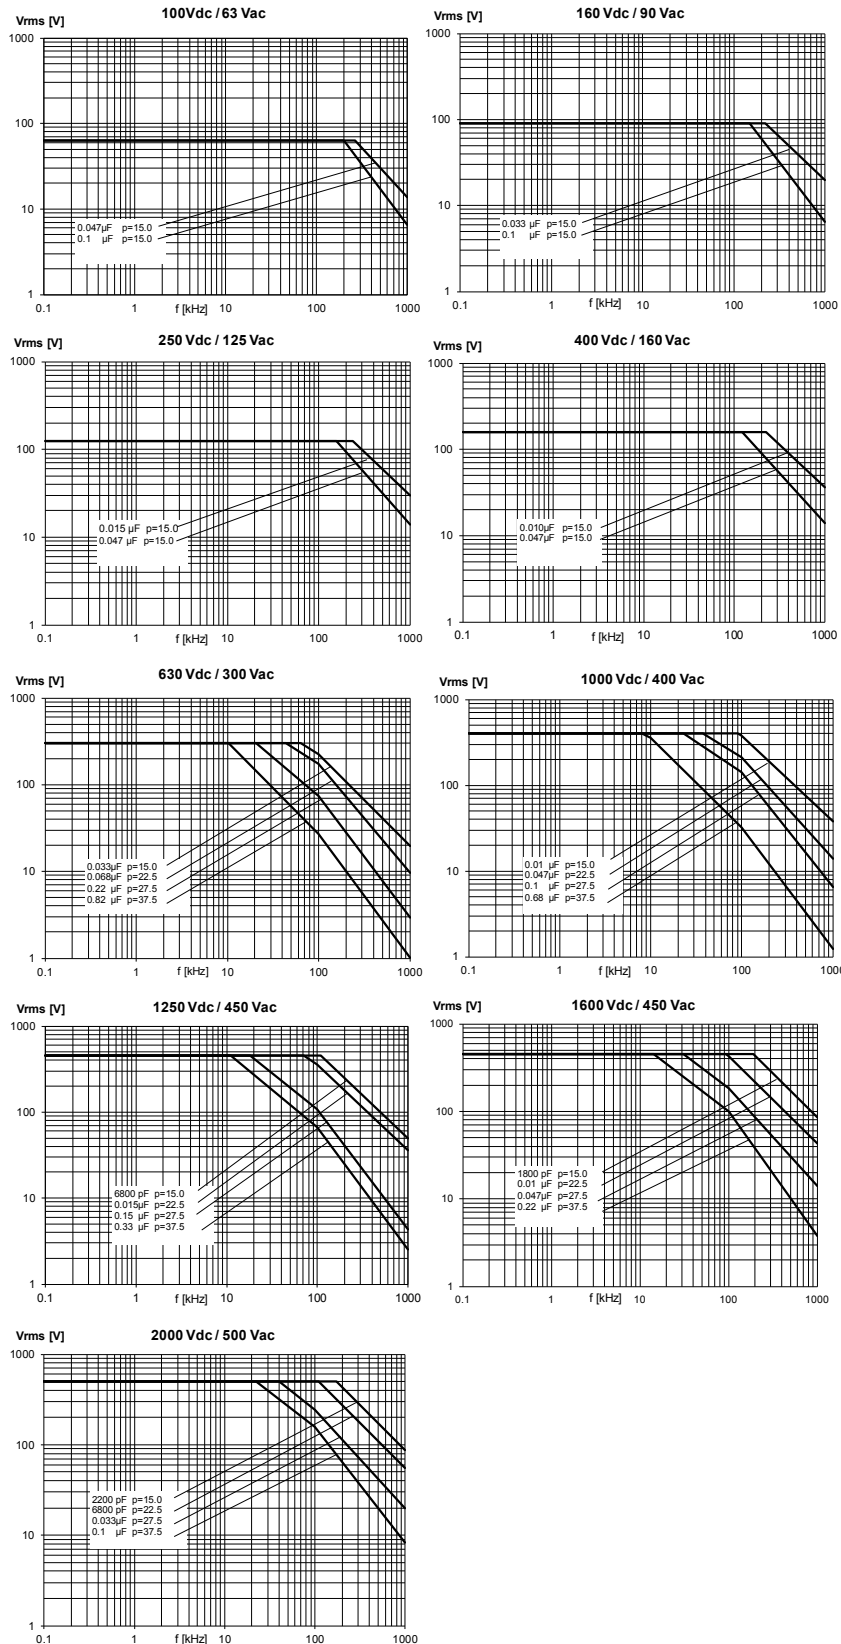 100Vdc / 63 Vac
Vrms [V]
1000
100
10
1
0.047µF p=15.0
0.1 µF p=15.0
0.1
1
10
100
1000
f [kHz]
160 Vdc / 90 Vac
Vrms [V]
1000
100
10
1
0.033 µF p=15.0
0.1 µF p=15.0
0.1
1
10
100
1000
f [kHz]
250 Vdc / 125 Vac
Vrms [V]
1000
100
10
1
0.015 µF p=15.0
0.047 µF p=15.0
0.1
1
10
100
1000
f [kHz]
400 Vdc / 160 Vac
Vrms [V]
1000
100
10
1
0.010µF p=15.0
0.047µF p=15.0
0.1
1
10
100
1000
f [kHz]
630 Vdc / 300 Vac
Vrms [V]
1000
100
10
1
0.033µF p=15.0
0.068µF p=22.5
0.22 µF p=27.5
0.82 µF p=37.5
0.1
1
10
100
1000
f [kHz]
1000 Vdc / 400 Vac
Vrms [V]
1000
100
10
1
0.01 µF p=15.0
0.047µF p=22.5
0.1 µF p=27.5
0.68 µF p=37.5
0.1
1
10
100
1000
f [kHz]
1250 Vdc / 450 Vac
Vrms [V]
1000
100
10
1
6800 pF p=15.0
0.015µF p=22.5
0.15 µF p=27.5
0.33 µF p=37.5
0.1
1
10
100
1000
f [kHz]
1600 Vdc / 450 Vac
Vrms [V]
1000
100
10
1
1800 pF p=15.0
0.01 µF p=22.5
0.047µF p=27.5
0.22 µF p=37.5
0.1
1
10
100
1000
f [kHz]
2000 Vdc / 500 Vac
Vrms [V]
1000
100
10
1
2200 pF p=15.0
6800 pF p=22.5
0.033µF p=27.5
0.1 µF p=37.5
0.1
1
10
100
1000
f [kHz]